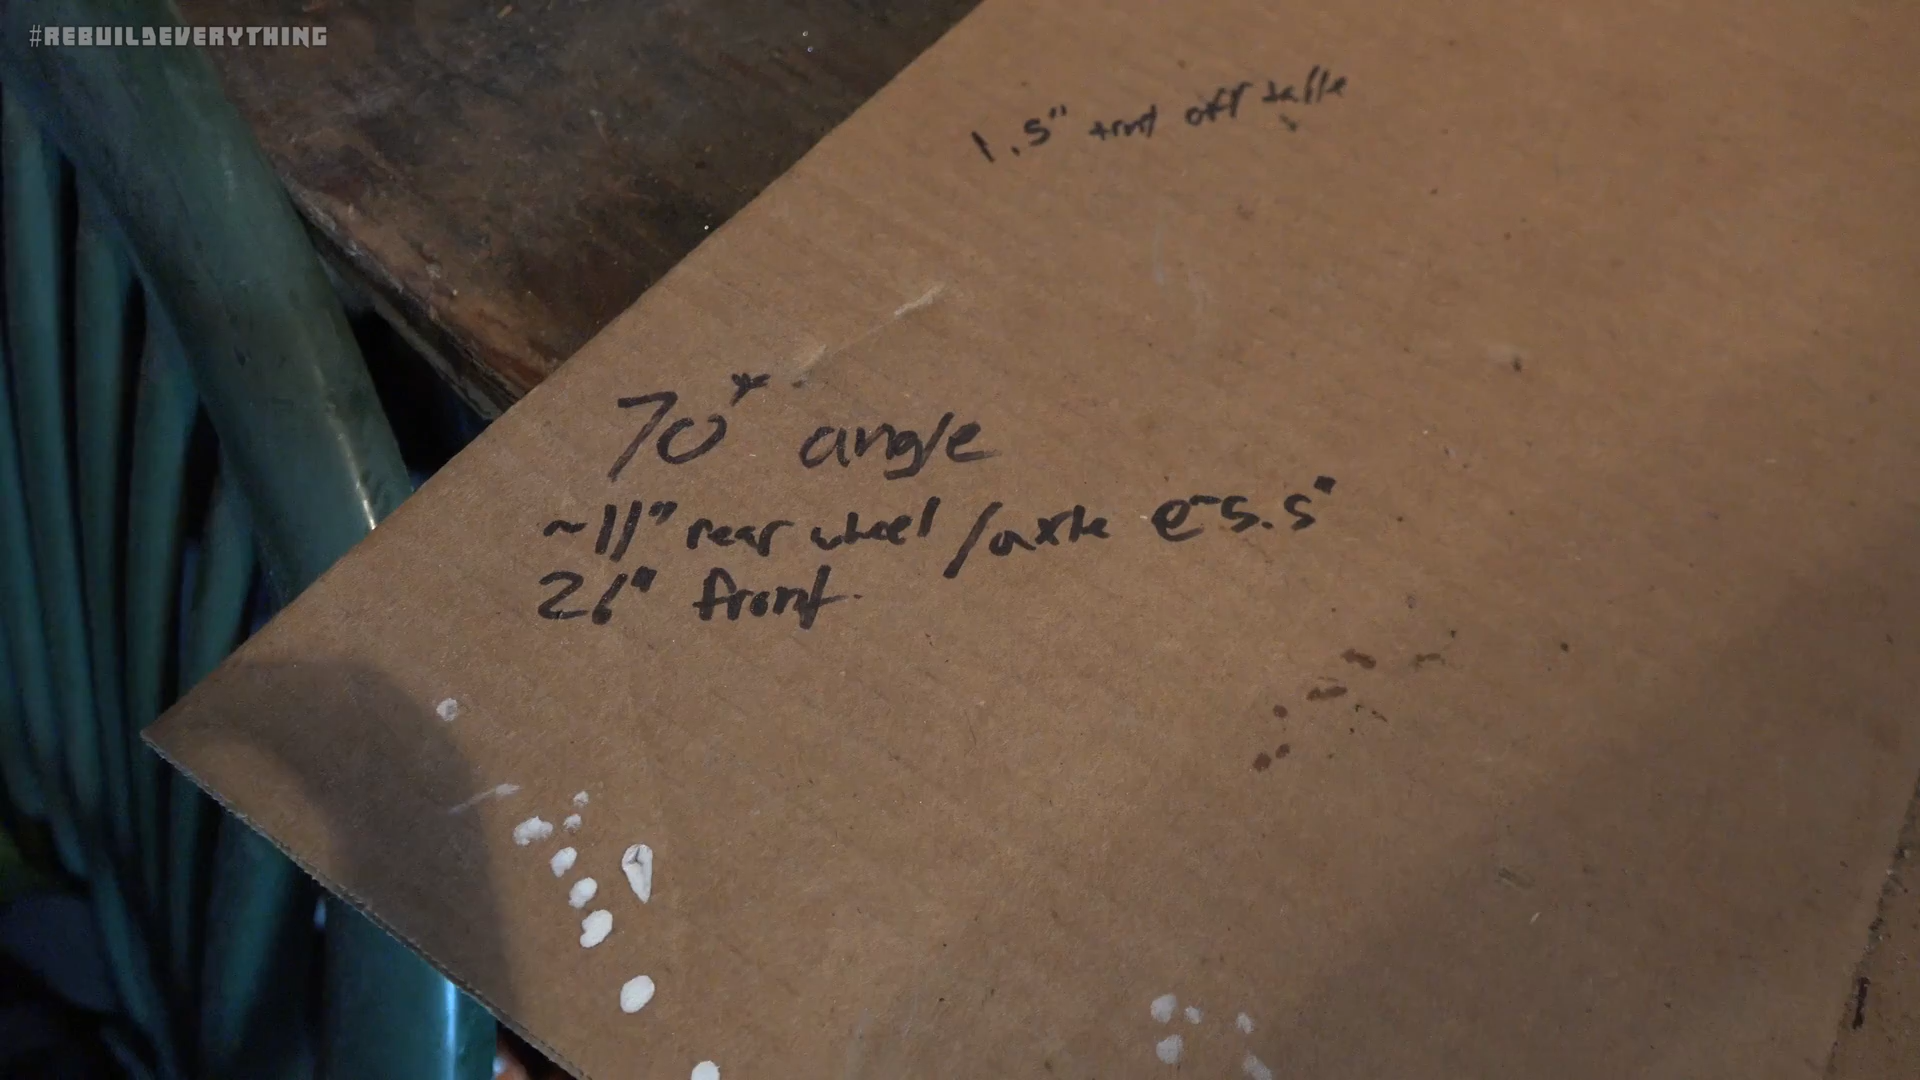 #REBUILDEVERYTHING
1.5" front off table
70° angle
~11" rear wheel /axle @~5.5"
26" front